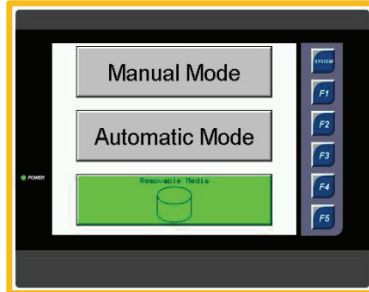 Manual Mode
Automatic Mode
Removable Media
POWER
SYSTEM
F1
F2
F3
F4
F5